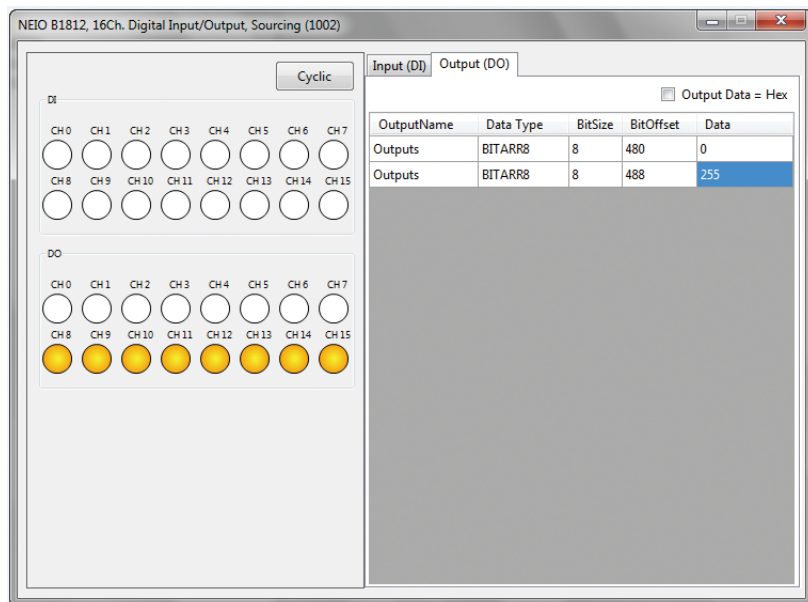 NEIO B1812, 16Ch. Digital Input/Output, Sourcing (1002)
Cyclic
DI
CH 0 CH 1 CH 2 CH 3 CH 4 CH 5 CH 6 CH 7
CH 8 CH 9 CH 10 CH 11 CH 12 CH 13 CH 14 CH 15
DO
CH 0 CH 1 CH 2 CH 3 CH 4 CH 5 CH 6 CH 7
CH 8 CH 9 CH 10 CH 11 CH 12 CH 13 CH 14 CH 15
Input (DI) Output (DO)
Output Data = Hex
OutputName Data Type BitSize BitOffset Data
Outputs BITARR8 8 480 0
Outputs BITARR8 8 488 255